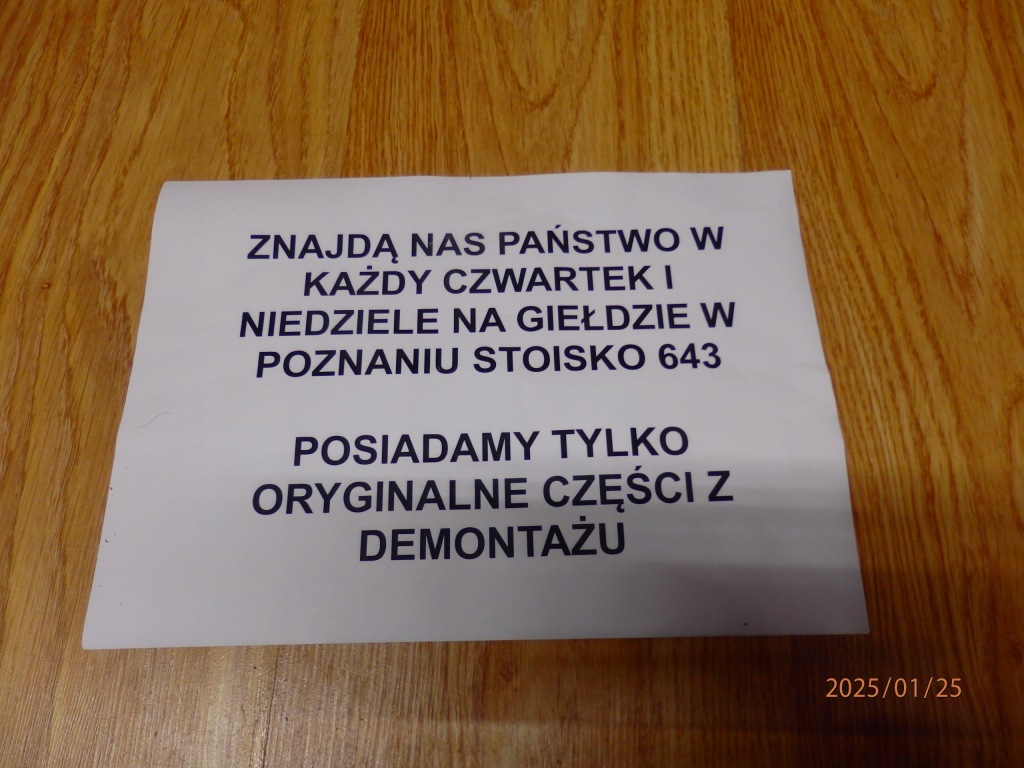 ZNAJDĄ NAS PAŃSTWO W
KAŻDY CZWARTEK I
NIEDZIELE NA GIEŁDZIE W
POZNANIU STOISKO 643
POSIADAMY TYLKO
ORYGINALNE CZĘŚCI Z
DEMONTAŻU
2025/01/25